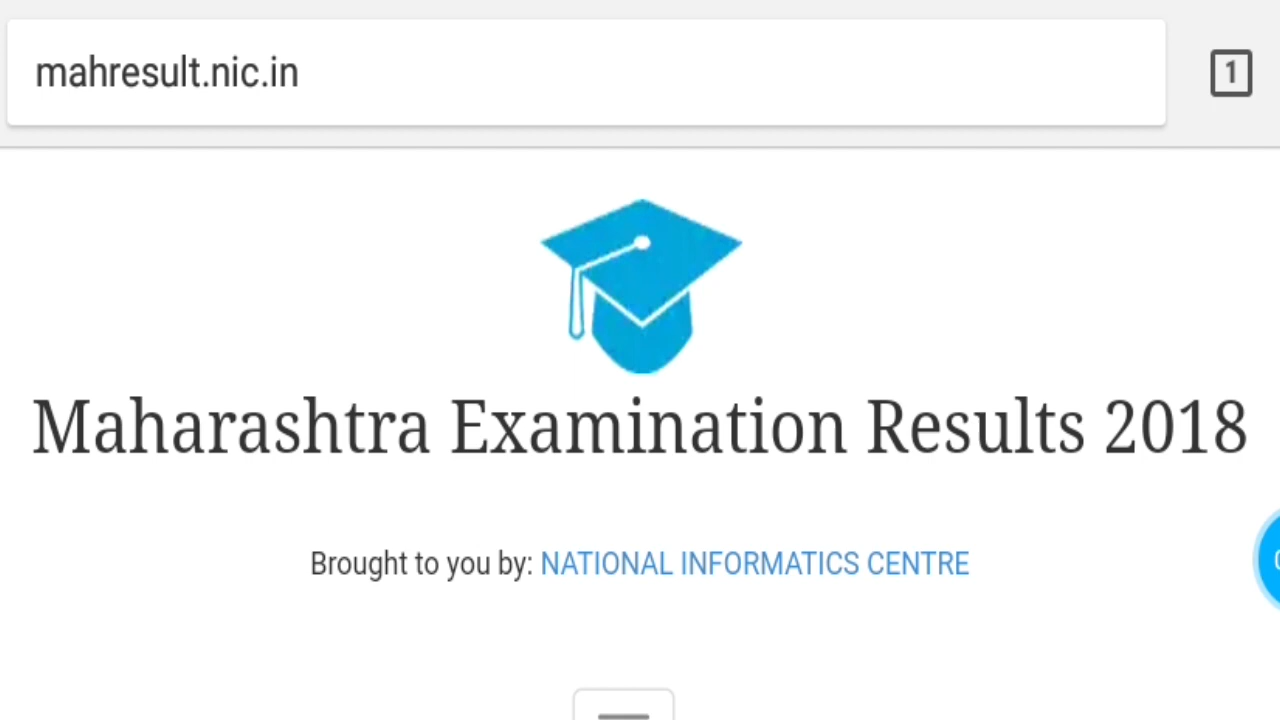 mahresult.nic.in
1
Maharashtra Examination Results 2018
Brought to you by: NATIONAL INFORMATICS CENTRE